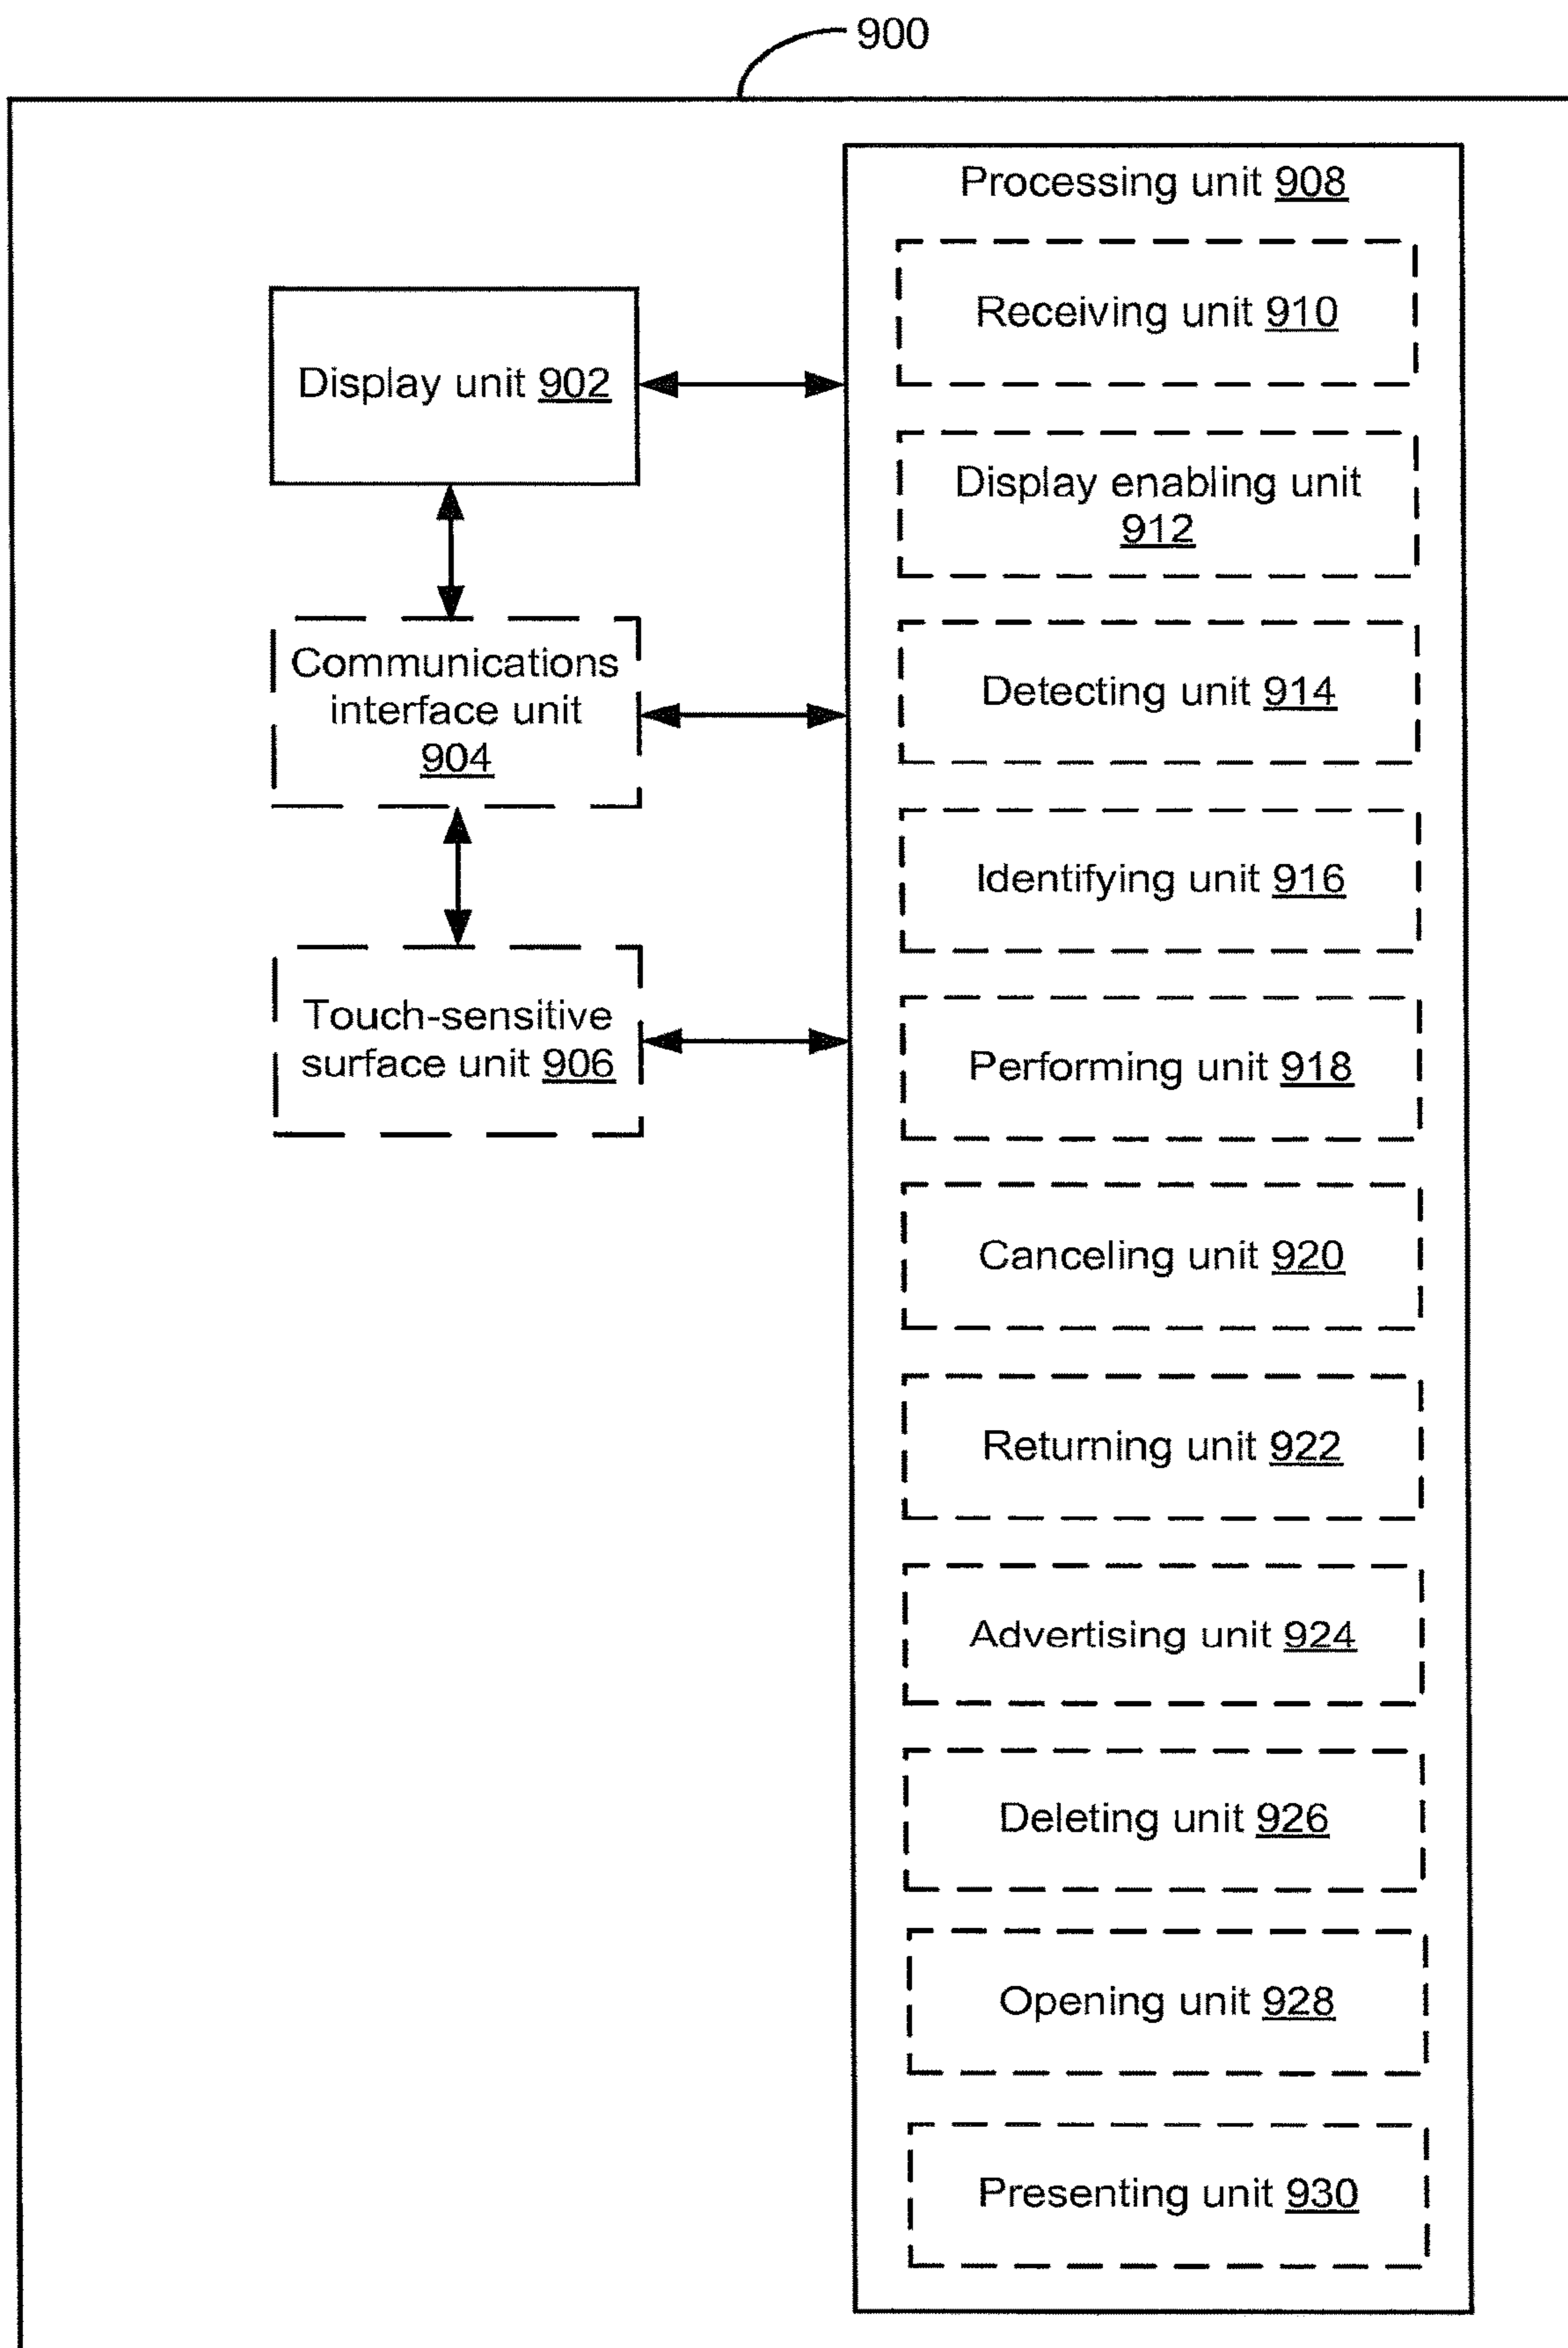 900
Processing unit 908
Receiving unit 910
Display unit 902
Display enabling unit
912
Communications
interface unit
904
Detecting unit 914
Identifying unit 916
Touch-sensitive
surface unit 906
Performing unit 918
Canceling unit 920
Returning unit 922
Advertising unit 924
Deleting unit 926
Opening unit 928
Presenting unit 930